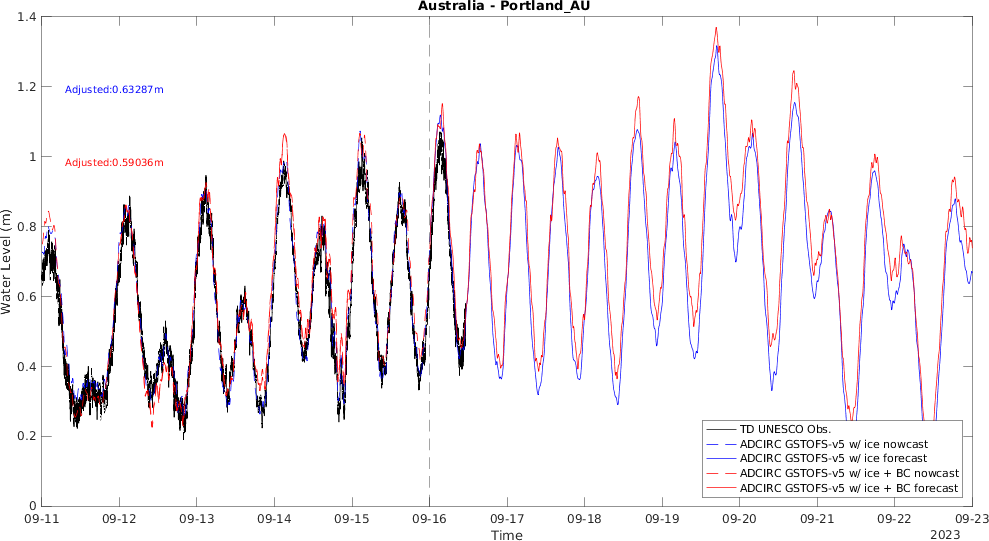 Australia - Portland_AU
1.4
1.2
1
0.8
0.6
0.4
0.2
0
Water Level (m)
Adjusted:0.63287m
Adjusted:0.59036m
TD UNESCO Obs.
ADCIRC GSTOFS-v5 w/ ice nowcast
ADCIRC GSTOFS-v5 w/ ice forecast
ADCIRC GSTOFS-v5 w/ ice + BC nowcast
ADCIRC GSTOFS-v5 w/ ice + BC forecast
09-11 09-12 09-13 09-14 09-15 09-16 09-17 09-18 09-19 09-20 09-21 09-22 09-23
Time
2023